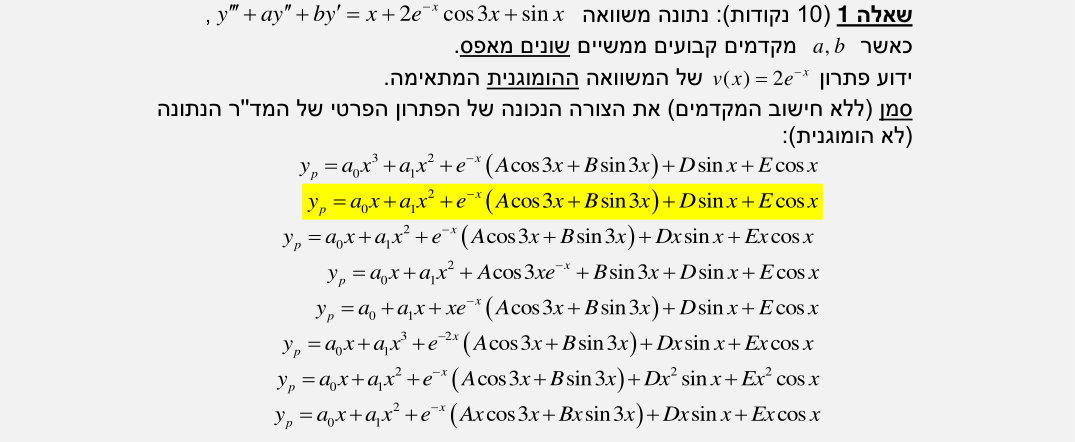 שאלה 1 (10 נקודות): נתונה משוואה y''' + ay'' + by' = x + 2e^{-x} cos 3x + sin x ,
כאשר a, b מקדמים קבועים ממשיים שונים מאפס.
ידוע פתרון v(x) = 2e^{-x} של המשוואה ההומוגנית המתאימה.
סמן (ללא חישוב המקדמים) את הצורה הנכונה של הפתרון הפרטי של המד"ר הנתונה
(לא הומוגנית):
y_p = a_0x^3 + a_1x^2 + e^{-x}(A cos 3x + B sin 3x) + D sin x + E cos x
y_p = a_0x + a_1x^2 + e^{-x}(A cos 3x + B sin 3x) + D sin x + E cos x
y_p = a_0x + a_1x^2 + e^{-x}(A cos 3x + B sin 3x) + Dx sin x + Ex cos x
y_p = a_0x + a_1x^2 + A cos 3xe^{-x} + B sin 3x + D sin x + E cos x
y_p = a_0 + a_1x + xe^{-x}(A cos 3x + B sin 3x) + D sin x + E cos x
y_p = a_0x + a_1x^3 + e^{-2x}(A cos 3x + B sin 3x) + Dx sin x + Ex cos x
y_p = a_0x + a_1x^2 + e^{-x}(A cos 3x + B sin 3x) + Dx^2 sin x + Ex^2 cos x
y_p = a_0x + a_1x^2 + e^{-x}(Ax cos 3x + Bx sin 3x) + Dx sin x + Ex cos x